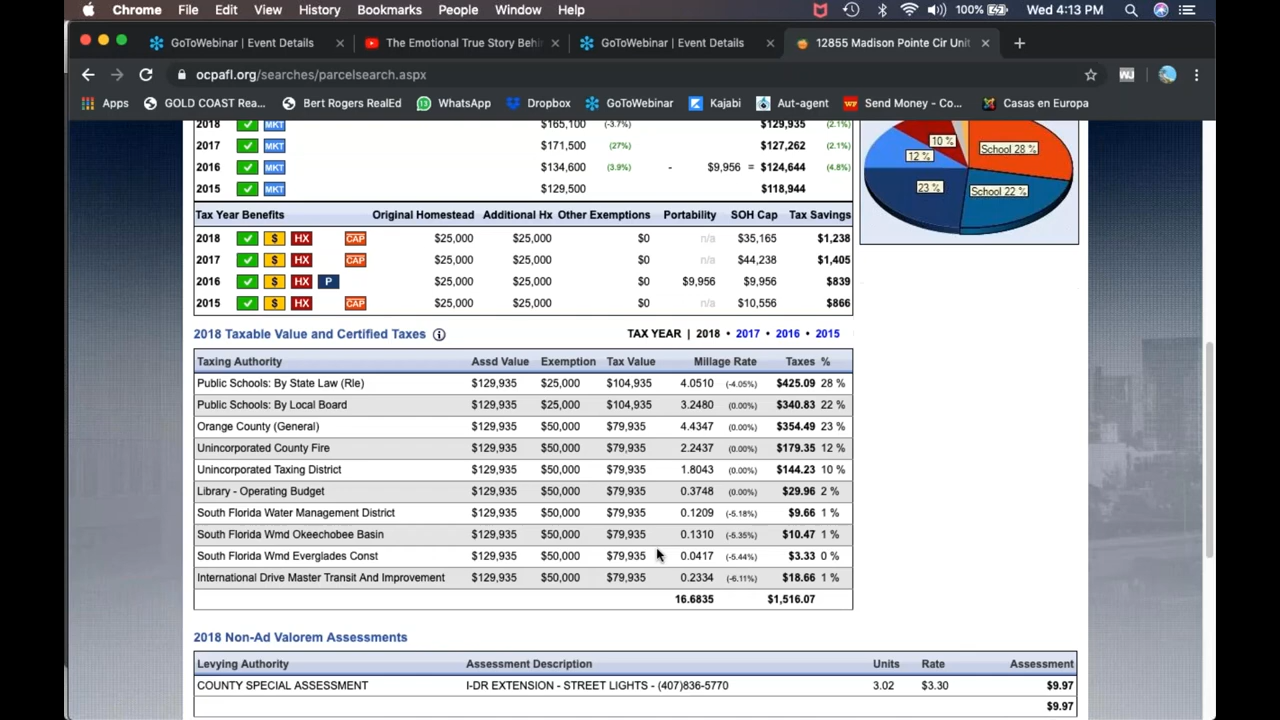 Chrome File Edit View History Bookmarks People Window Help 100% Wed 4:13 PM
GoToWebinar | Event Details The Emotional True Story Behi GoToWebinar | Event Details 12855 Madison Pointe Cir Unit
ocpafl.org/searches/parcelsearch.aspx
Apps GOLD COAST Rea... Bert Rogers RealEd WhatsApp Dropbox GoToWebinar Kajabi Aut-agent Send Money - Co... Casas en Europa
2018 MKT $165,100 (-3.7%) $129,935 (2.1%)
2017 MKT $171,500 (27%) $127,262 (2.1%)
2016 MKT $134,600 (3.9%) - $9,956 = $124,644 (4.8%)
2015 MKT $129,500 $118,944
10 % School 28 %
12 %
23 % School 22 %
Tax Year Benefits Original Homestead Additional Hx Other Exemptions Portability SOH Cap Tax Savings
2018 $ HX CAP $25,000 $25,000 $0 n/a $35,165 $1,238
2017 $ HX CAP $25,000 $25,000 $0 n/a $44,238 $1,405
2016 $ HX P $25,000 $25,000 $0 $9,956 $9,956 $839
2015 $ HX CAP $25,000 $25,000 $0 n/a $10,556 $866
2018 Taxable Value and Certified Taxes TAX YEAR | 2018 • 2017 • 2016 • 2015
Taxing Authority Assd Value Exemption Tax Value Millage Rate Taxes %
Public Schools: By State Law (Rle) $129,935 $25,000 $104,935 4.0510 (-4.05%) $425.09 28 %
Public Schools: By Local Board $129,935 $25,000 $104,935 3.2480 (0.00%) $340.83 22 %
Orange County (General) $129,935 $50,000 $79,935 4.4347 (0.00%) $354.49 23 %
Unincorporated County Fire $129,935 $50,000 $79,935 2.2437 (0.00%) $179.35 12 %
Unincorporated Taxing District $129,935 $50,000 $79,935 1.8043 (0.00%) $144.23 10 %
Library - Operating Budget $129,935 $50,000 $79,935 0.3748 (0.00%) $29.96 2 %
South Florida Water Management District $129,935 $50,000 $79,935 0.1209 (-5.18%) $9.66 1 %
South Florida Wmd Okeechobee Basin $129,935 $50,000 $79,935 0.1310 (-5.35%) $10.47 1 %
South Florida Wmd Everglades Const $129,935 $50,000 $79,935 0.0417 (-5.44%) $3.33 0 %
International Drive Master Transit And Improvement $129,935 $50,000 $79,935 0.2334 (-6.11%) $18.66 1 %
16.6835 $1,516.07
2018 Non-Ad Valorem Assessments
Levying Authority Assessment Description Units Rate Assessment
COUNTY SPECIAL ASSESSMENT I-DR EXTENSION - STREET LIGHTS - (407)836-5770 3.02 $3.30 $9.97
$9.97